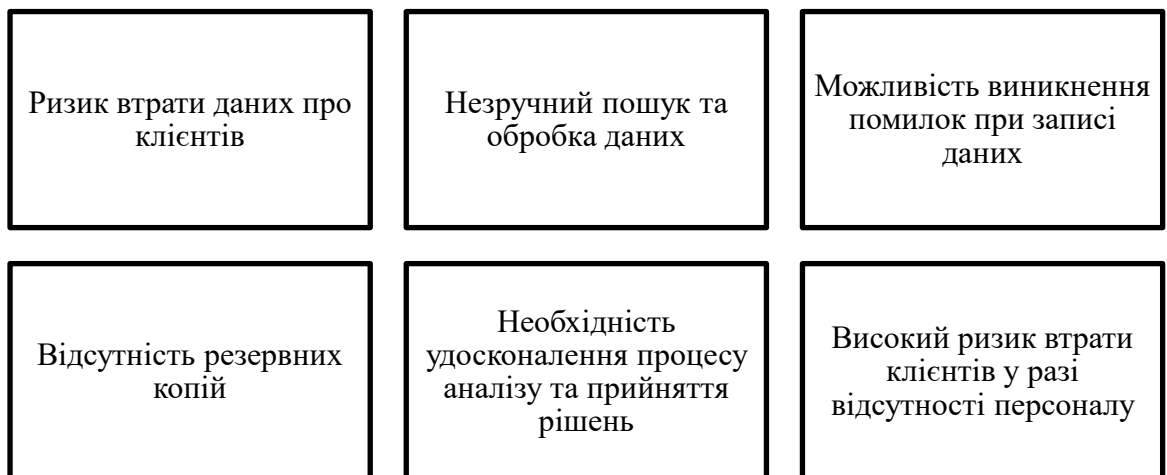 Ризик втрати даних про
клієнтів
Незручний пошук та
обробка даних
Можливість виникнення
помилок при записі
даних
Відсутність резервних
копій
Необхідність
удосконалення процесу
аналізу та прийняття
рішень
Високий ризик втрати
клієнтів у разі
відсутності персоналу